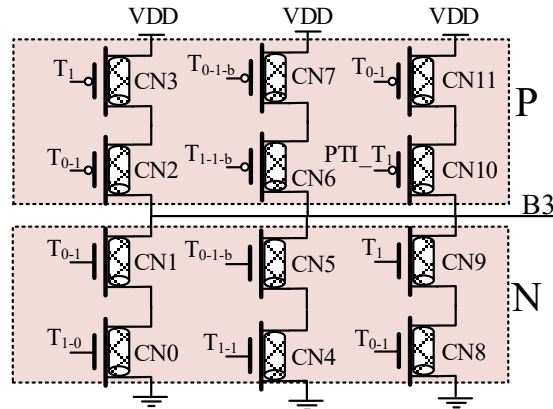 VDD VDD VDD
T1 CN3 T0-1-b CN7 T0-1 CN11
P
T0-1 CN2 T1-1-b CN6 PTI_T1 CN10
B3
T0-1 CN1 T0-1-b CN5 T1 CN9
N
T1-0 CN0 T1-1 CN4 T0-1 CN8